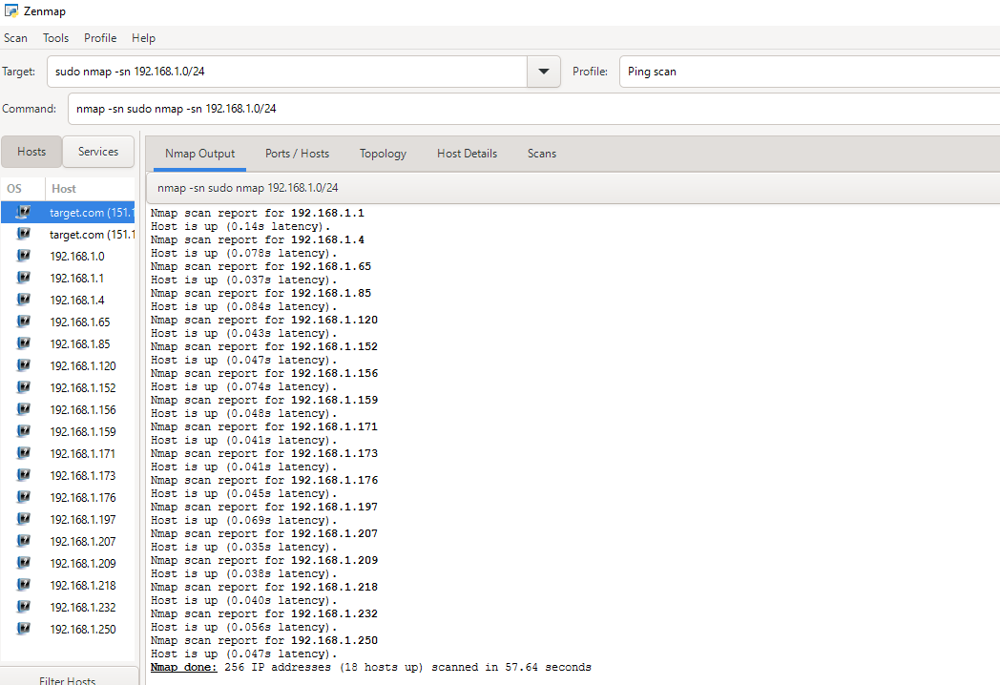 Zenmap
Scan Tools Profile Help
Target: sudo nmap -sn 192.168.1.0/24 Profile: Ping scan
Command: nmap -sn sudo nmap -sn 192.168.1.0/24
Hosts Services
OS Host
target.com (151.1
target.com (151.1
192.168.1.0
192.168.1.1
192.168.1.4
192.168.1.65
192.168.1.85
192.168.1.120
192.168.1.152
192.168.1.156
192.168.1.159
192.168.1.171
192.168.1.173
192.168.1.176
192.168.1.197
192.168.1.207
192.168.1.209
192.168.1.218
192.168.1.232
192.168.1.250
Filter Hosts
Nmap Output Ports / Hosts Topology Host Details Scans
nmap -sn sudo nmap 192.168.1.0/24
Nmap scan report for 192.168.1.1
Host is up (0.14s latency).
Nmap scan report for 192.168.1.4
Host is up (0.078s latency).
Nmap scan report for 192.168.1.65
Host is up (0.037s latency).
Nmap scan report for 192.168.1.85
Host is up (0.084s latency).
Nmap scan report for 192.168.1.120
Host is up (0.043s latency).
Nmap scan report for 192.168.1.152
Host is up (0.047s latency).
Nmap scan report for 192.168.1.156
Host is up (0.074s latency).
Nmap scan report for 192.168.1.159
Host is up (0.048s latency).
Nmap scan report for 192.168.1.171
Host is up (0.041s latency).
Nmap scan report for 192.168.1.173
Host is up (0.041s latency).
Nmap scan report for 192.168.1.176
Host is up (0.045s latency).
Nmap scan report for 192.168.1.197
Host is up (0.069s latency).
Nmap scan report for 192.168.1.207
Host is up (0.035s latency).
Nmap scan report for 192.168.1.209
Host is up (0.038s latency).
Nmap scan report for 192.168.1.218
Host is up (0.040s latency).
Nmap scan report for 192.168.1.232
Host is up (0.056s latency).
Nmap scan report for 192.168.1.250
Host is up (0.047s latency).
Nmap done: 256 IP addresses (18 hosts up) scanned in 57.64 seconds